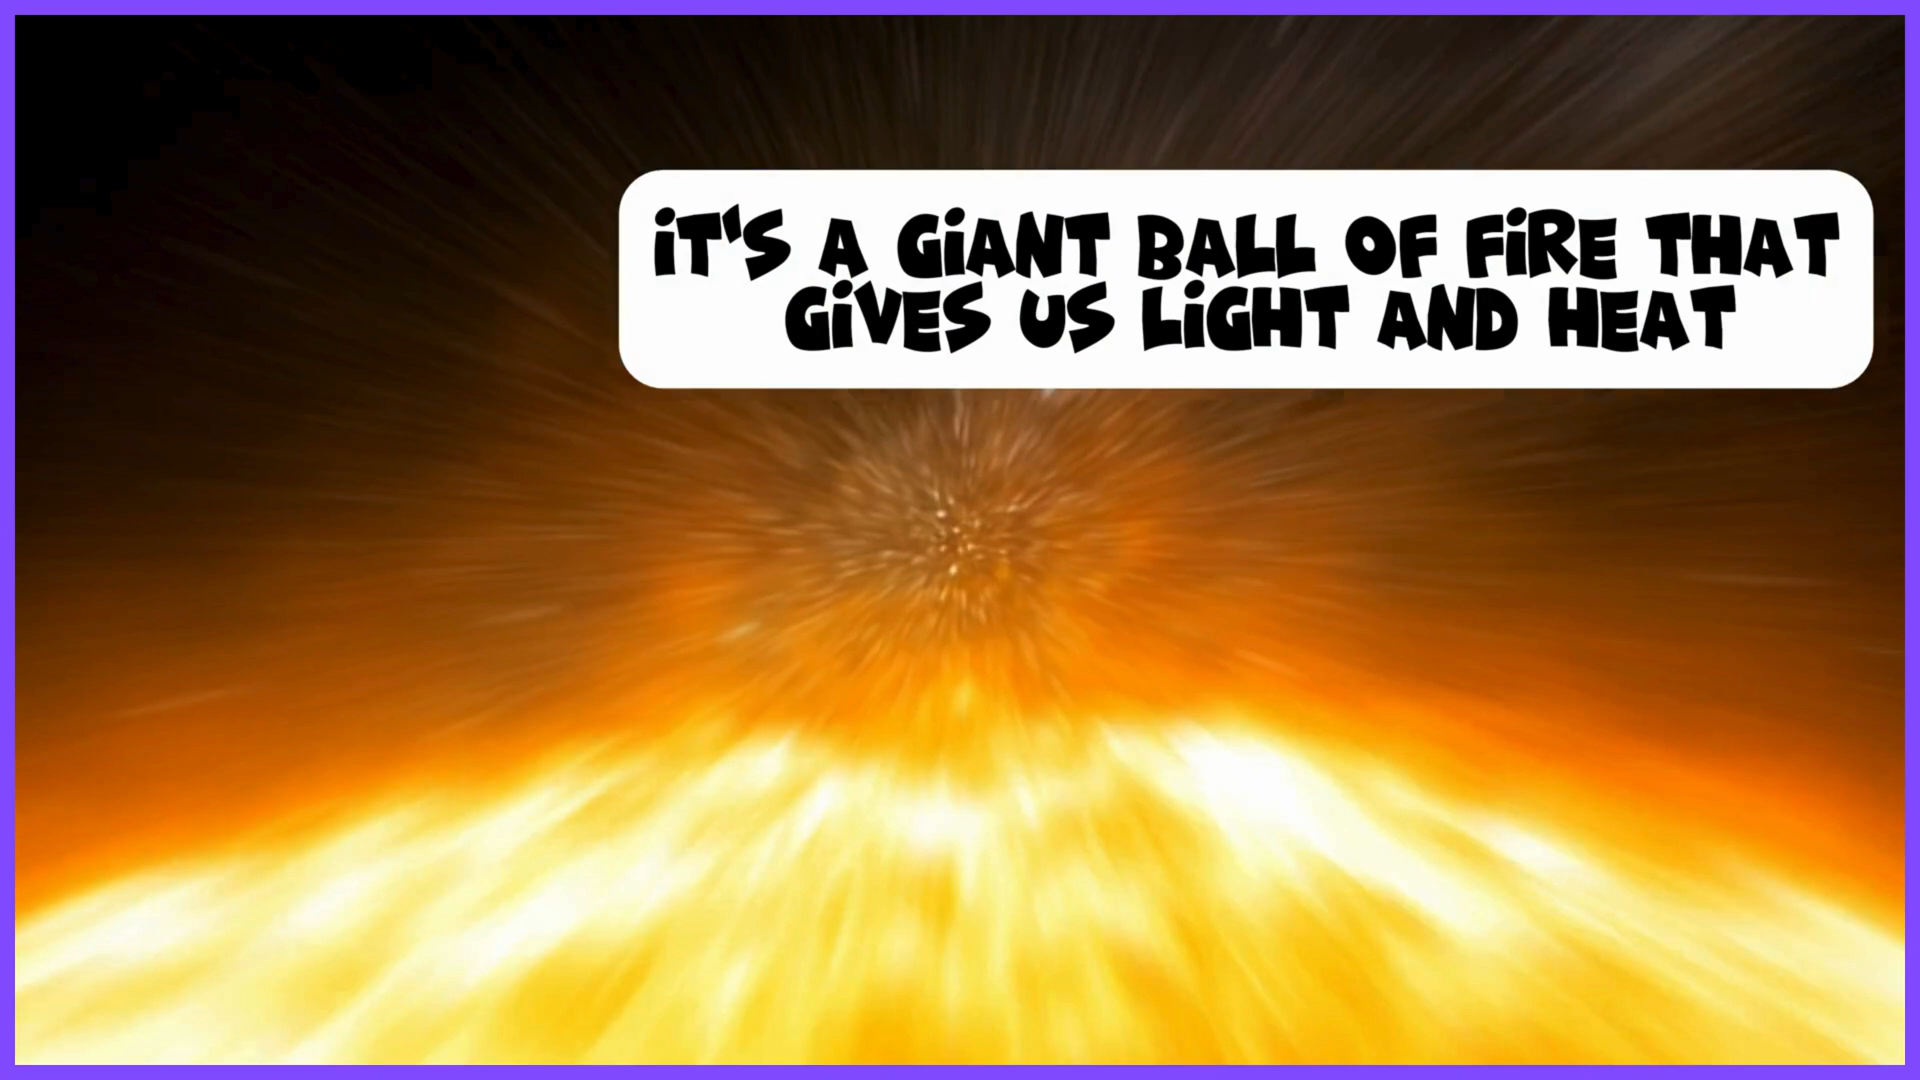 iT'S A GiANT BALL OF FiRE THAT
GiVES US LiGHT AND HEAT